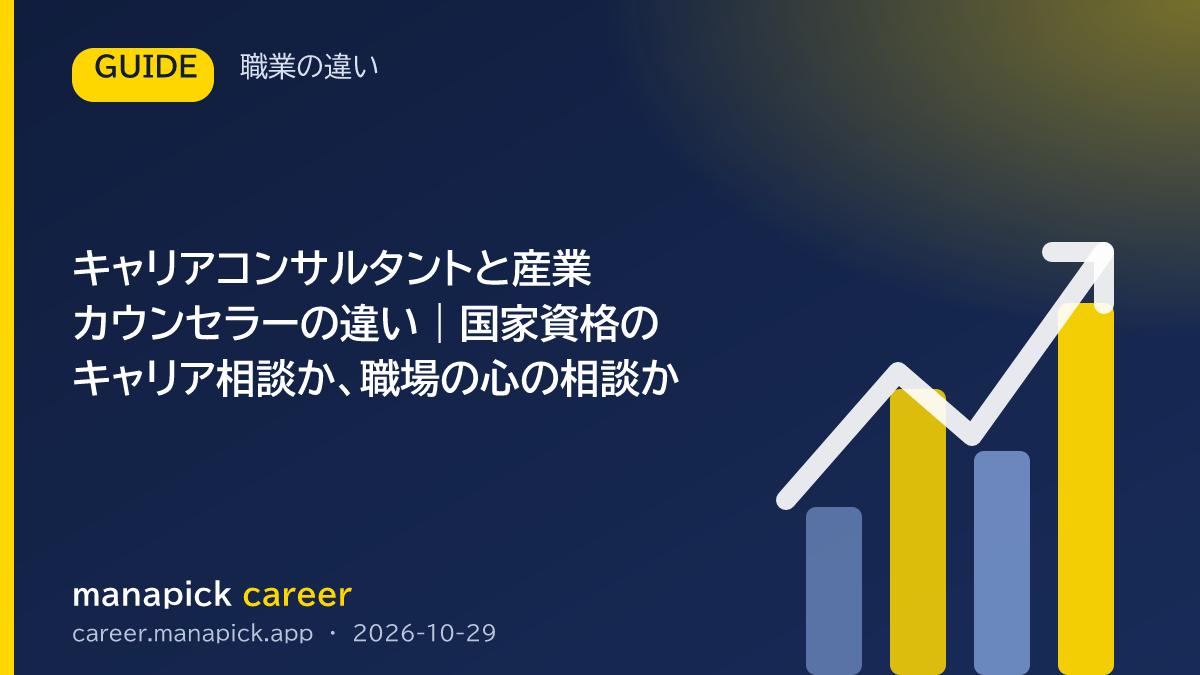 GUIDE 職業の違い
キャリアコンサルタントと産業
カウンセラーの違い｜国家資格の
キャリア相談か、職場の心の相談か
manapick career
career.manapick.app ・ 2026-10-29